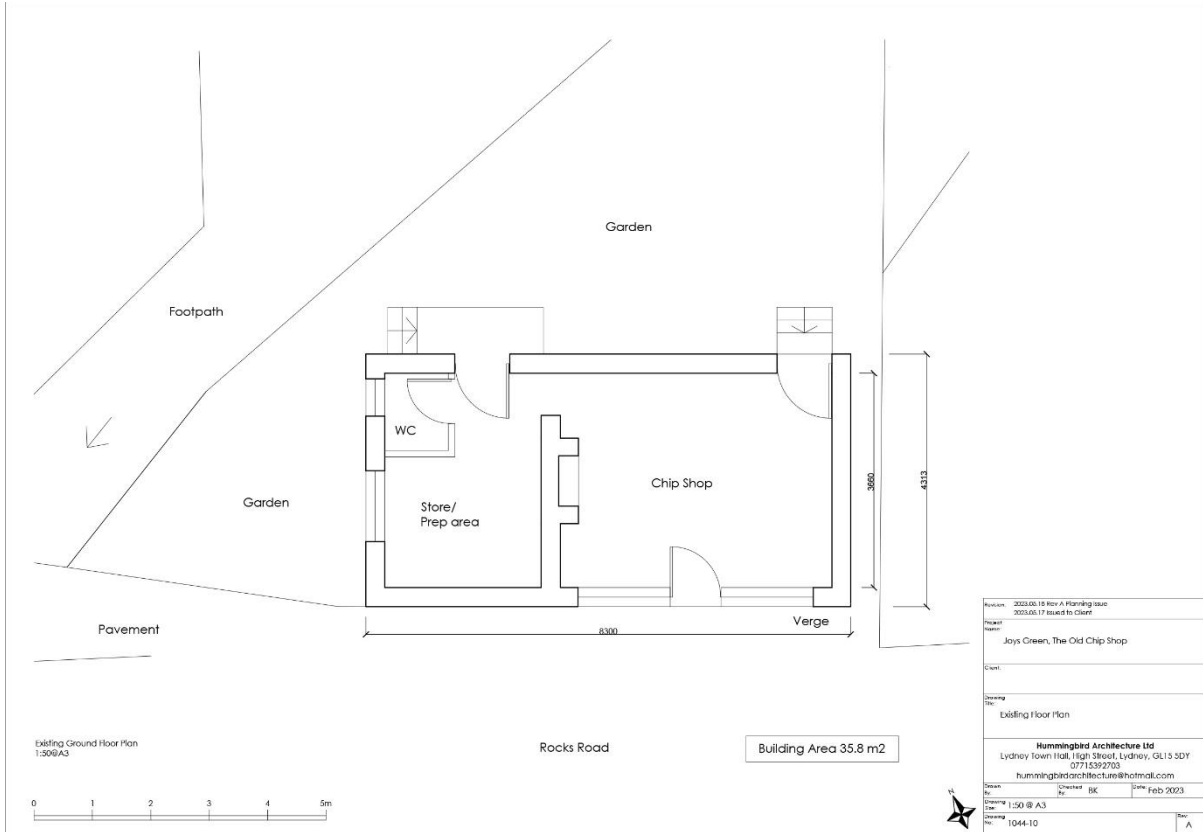 Garden
Footpath
WC
Chip Shop
Store/
Prep area
Garden
3660
4313
Pavement
8300
Verge
Existing Ground Floor Plan
1:50@A3
Rocks Road
Building Area 35.8 m2
0 1 2 3 4 5m
N
Revision: 2023.08.18 Rev A Planning Issue
2023.05.17 Issued to Client
Project
Name:
Joys Green, The Old Chip Shop
Client:
Drawing
Title:
Existing Floor Plan
Hummingbird Architecture Ltd
Lydney Town Hall, High Street, Lydney, GL15 5DY
07715392703
hummingbirdarchitecture@hotmail.com
Drawn
By:
Checked
By: BK
Date: Feb 2023
Drawing
Size: 1:50 @ A3
Drawing
No: 1044-10
Rev:
A